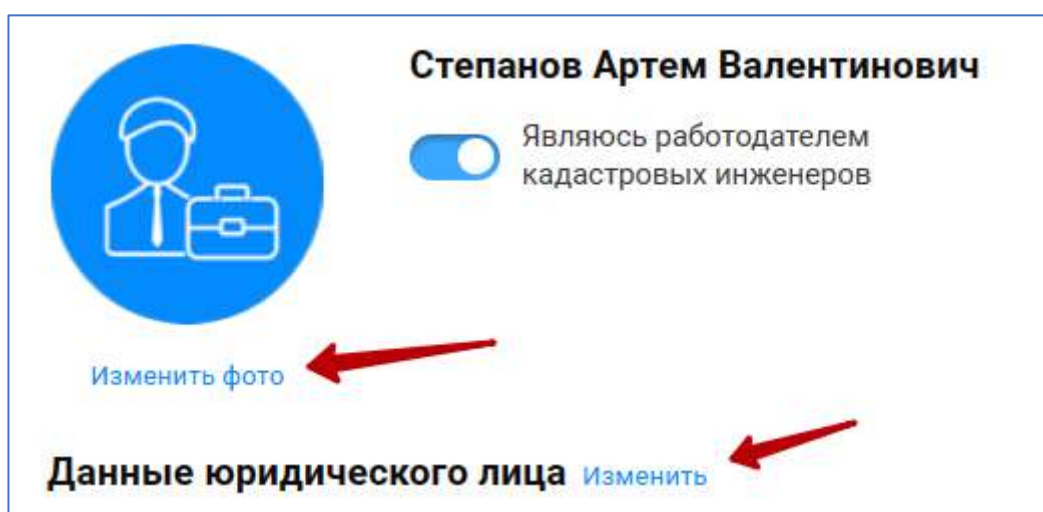 Степанов Артем Валентинович
Являюсь работодателем
кадастровых инженеров
Изменить фото
Данные юридического лица Изменить